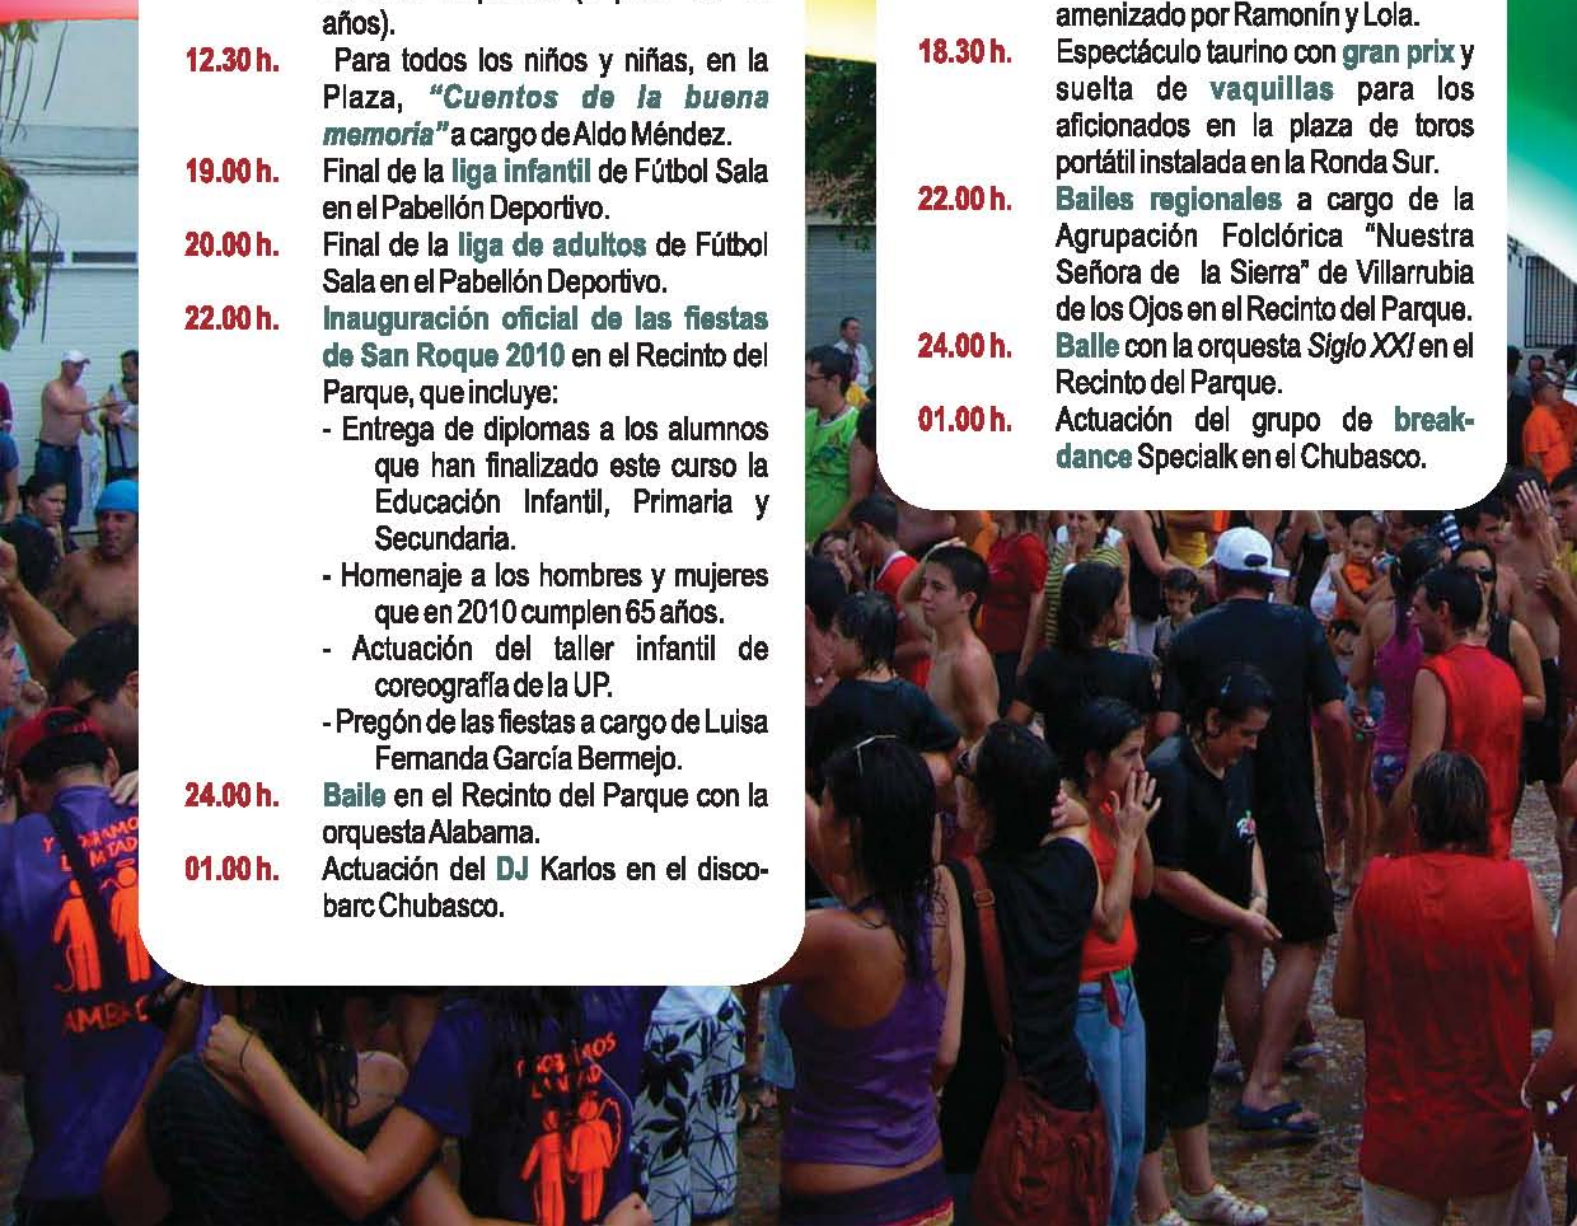 años).
12.30 h. Para todos los niños y niñas, en la
Plaza, "Cuentos de la buena
memoria" a cargo de Aldo Méndez.
19.00 h. Final de la liga infantil de Fútbol Sala
en el Pabellón Deportivo.
20.00 h. Final de la liga de adultos de Fútbol
Sala en el Pabellón Deportivo.
22.00 h. Inauguración oficial de las fiestas
de San Roque 2010 en el Recinto del
Parque, que incluye:
- Entrega de diplomas a los alumnos
que han finalizado este curso la
Educación Infantil, Primaria y
Secundaria.
- Homenaje a los hombres y mujeres
que en 2010 cumplen 65 años.
- Actuación del taller infantil de
coreografía de la UP.
- Pregón de las fiestas a cargo de Luisa
Fernanda García Bermejo.
24.00 h. Baile en el Recinto del Parque con la
orquesta Alabama.
01.00 h. Actuación del DJ Karlos en el disco-
barc Chubasco.
amenizado por Ramonín y Lola.
18.30 h. Espectáculo taurino con gran prix y
suelta de vaquillas para los
aficionados en la plaza de toros
portátil instalada en la Ronda Sur.
22.00 h. Bailes regionales a cargo de la
Agrupación Folclórica "Nuestra
Señora de la Sierra" de Villarrubia
de los Ojos en el Recinto del Parque.
24.00 h. Baile con la orquesta Siglo XXI en el
Recinto del Parque.
01.00 h. Actuación del grupo de break-
dance Specialk en el Chubasco.